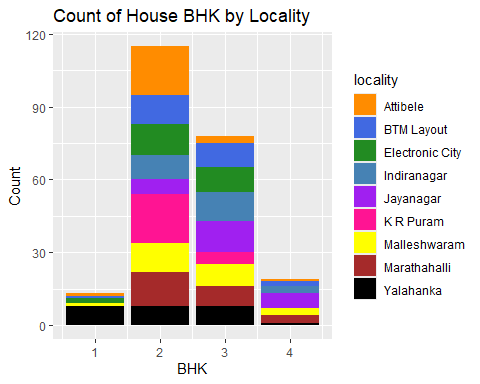 Count of House BHK by Locality
120
90
60
30
0
Count
1 2 3 4
BHK
locality
Attibele
BTM Layout
Electronic City
Indiranagar
Jayanagar
K R Puram
Malleshwaram
Marathahalli
Yalahanka